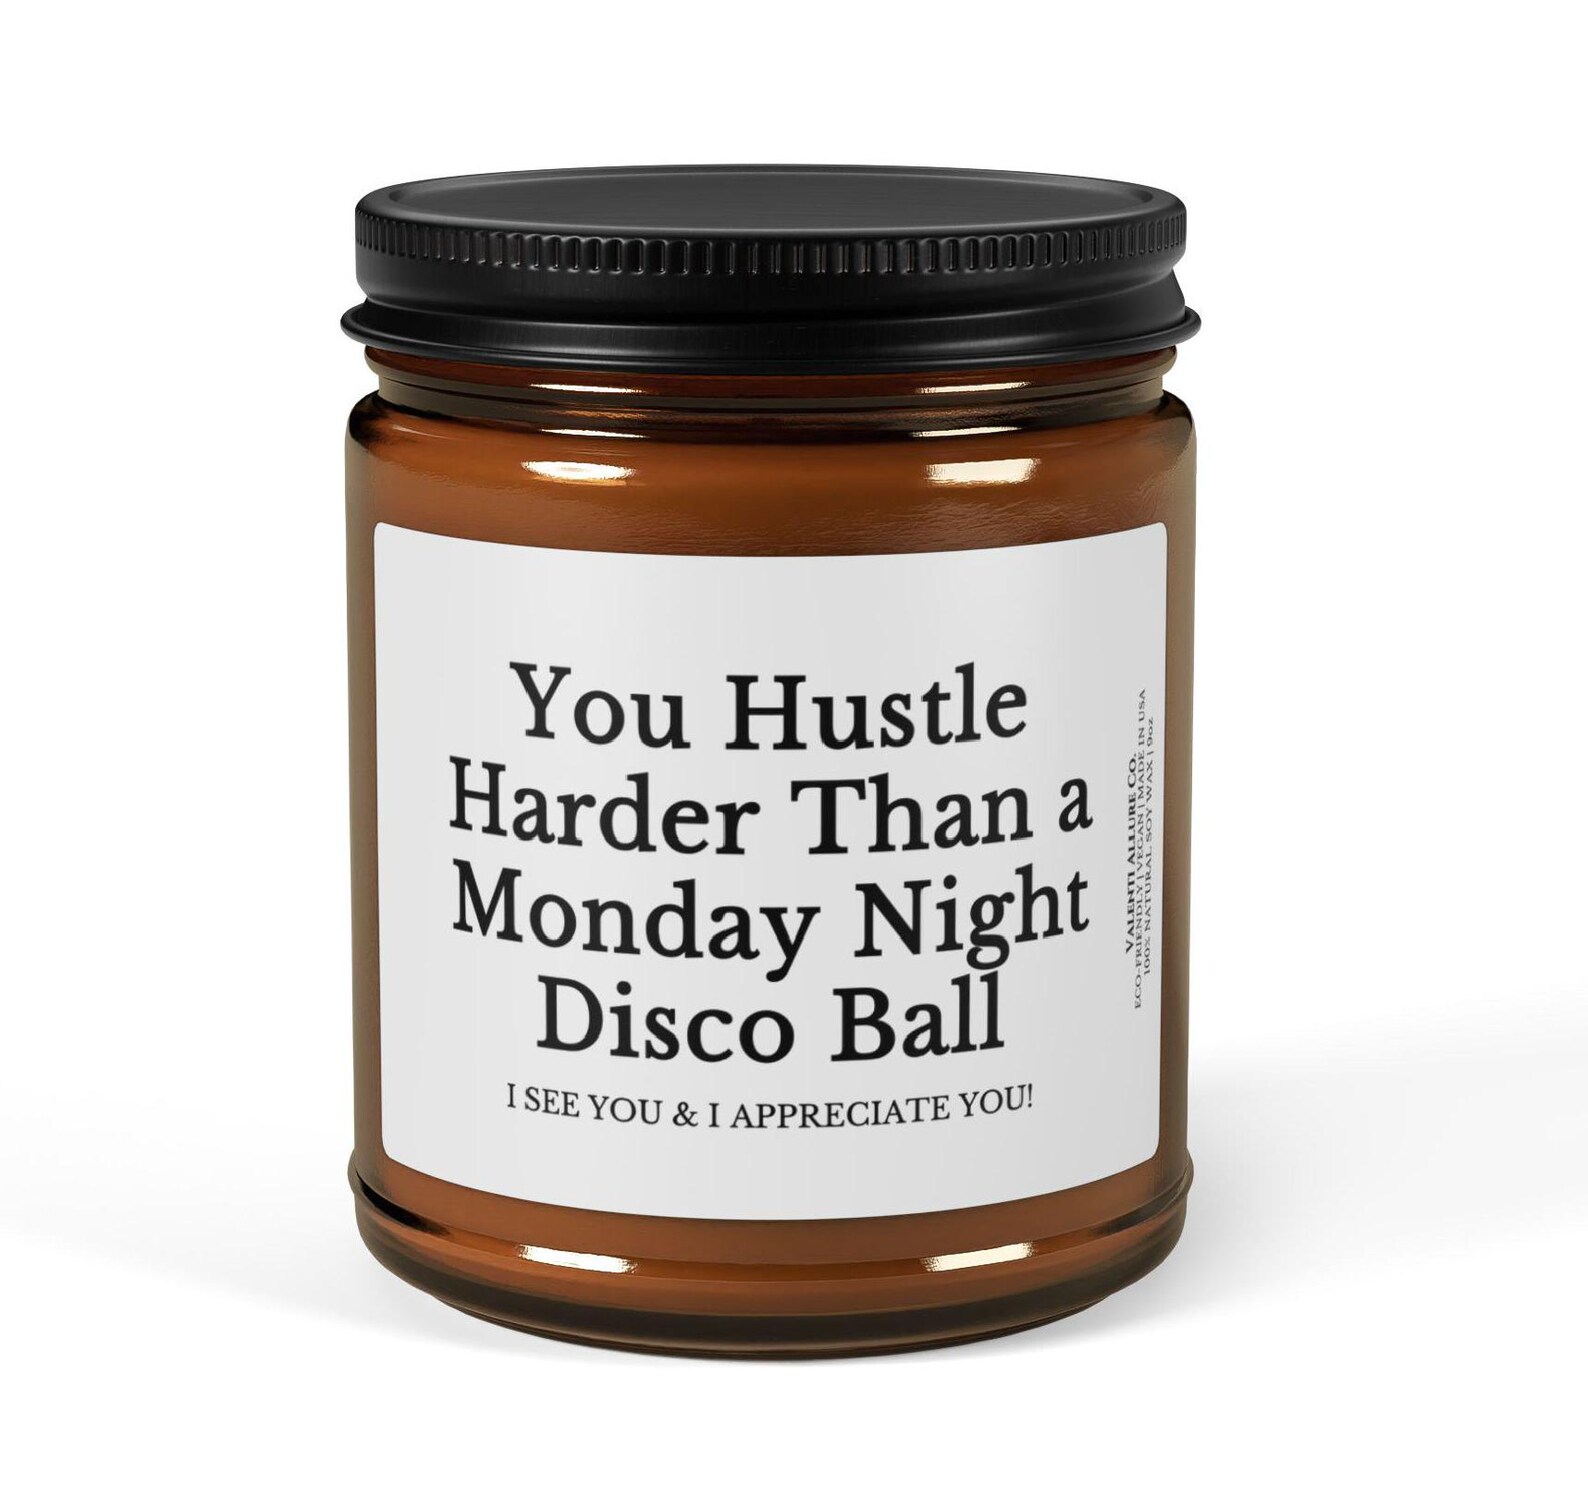 You Hustle
Harder Than a
Monday Night
Disco Ball
I SEE YOU & I APPRECIATE YOU!
VALENTI ALLURE CO.
ECO-FRIENDLY | VEGAN | MADE IN USA
100% NATURAL SOY WAX | 9oz